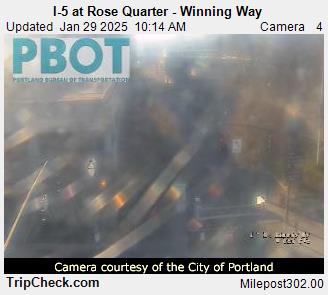 I-5 at Rose Quarter - Winning Way
Updated Jan 29 2025 10:14 AM Camera 4
PBOT
PORTLAND BUREAU OF TRANSPORTATION
Camera courtesy of the City of Portland
TripCheck.com Milepost302.00